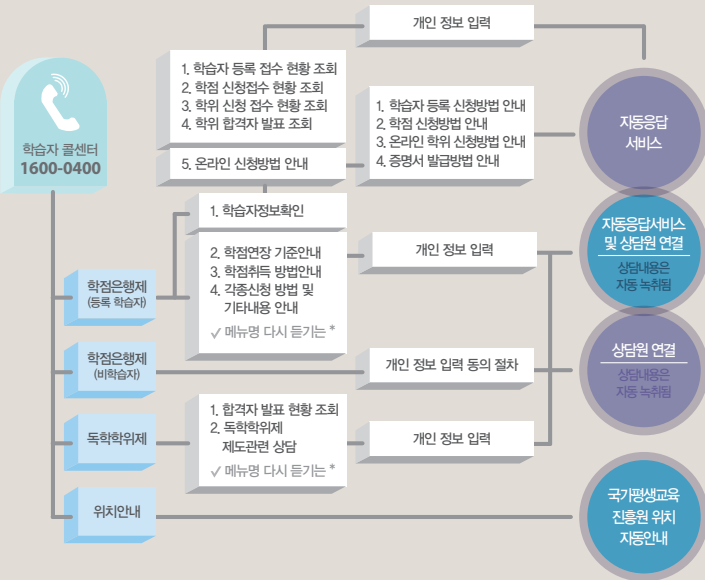 개인 정보 입력
1. 학습자 등록 접수 현황 조회
2. 학점 신청접수 현황 조회
3. 학위 신청 접수 현황 조회
4. 학위 합격자 발표 조회
5. 온라인 신청방법 안내
1. 학습자 등록 신청방법 안내
2. 학점 신청방법 안내
3. 온라인 학위 신청방법 안내
4. 증명서 발급방법 안내
자동응답
서비스
학습자 콜센터
1600-0400
1. 학습자정보확인
2. 학점연장 기준안내
3. 학점취득 방법안내
4. 각종신청 방법 및
기타내용 안내
✓ 메뉴명 다시 듣기는 *
개인 정보 입력
자동응답서비스
및 상담원 연결
상담내용은
자동 녹취됨
학점은행제
(등록 학습자)
학점은행제
(비학습자)
개인 정보 입력 동의 절차
상담원 연결
상담내용은
자동 녹취됨
독학학위제
1. 합격자 발표 현황 조회
2. 독학학위제
제도관련 상담
✓ 메뉴명 다시 듣기는 *
개인 정보 입력
위치안내
국가평생교육
진흥원 위치
자동안내